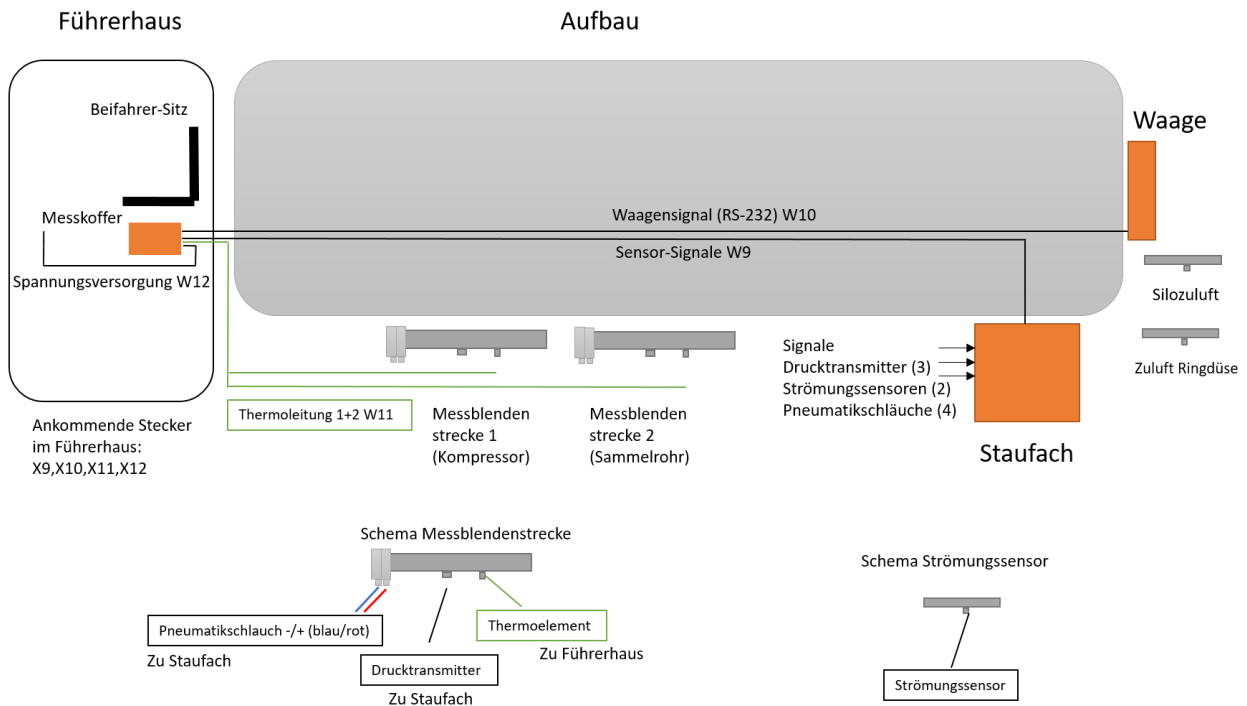 Führerhaus
Aufbau
Beifahrer-Sitz
Waage
Messkoffer
Waagensignal (RS-232) W10
Sensor-Signale W9
Spannungsversorgung W12
Silozuluft
Signale
Drucktransmitter (3)
Strömungssensoren (2)
Pneumatikschläuche (4)
Zuluft Ringdüse
Thermoleitung 1+2 W11
Messblenden
strecke 1
(Kompressor)
Messblenden
strecke 2
(Sammelrohr)
Staufach
Ankommende Stecker
im Führerhaus:
X9,X10,X11,X12
Schema Messblendenstrecke
Schema Strömungssensor
Pneumatikschlauch -/+ (blau/rot)
Zu Staufach
Thermoelement
Zu Führerhaus
Drucktransmitter
Zu Staufach
Strömungssensor